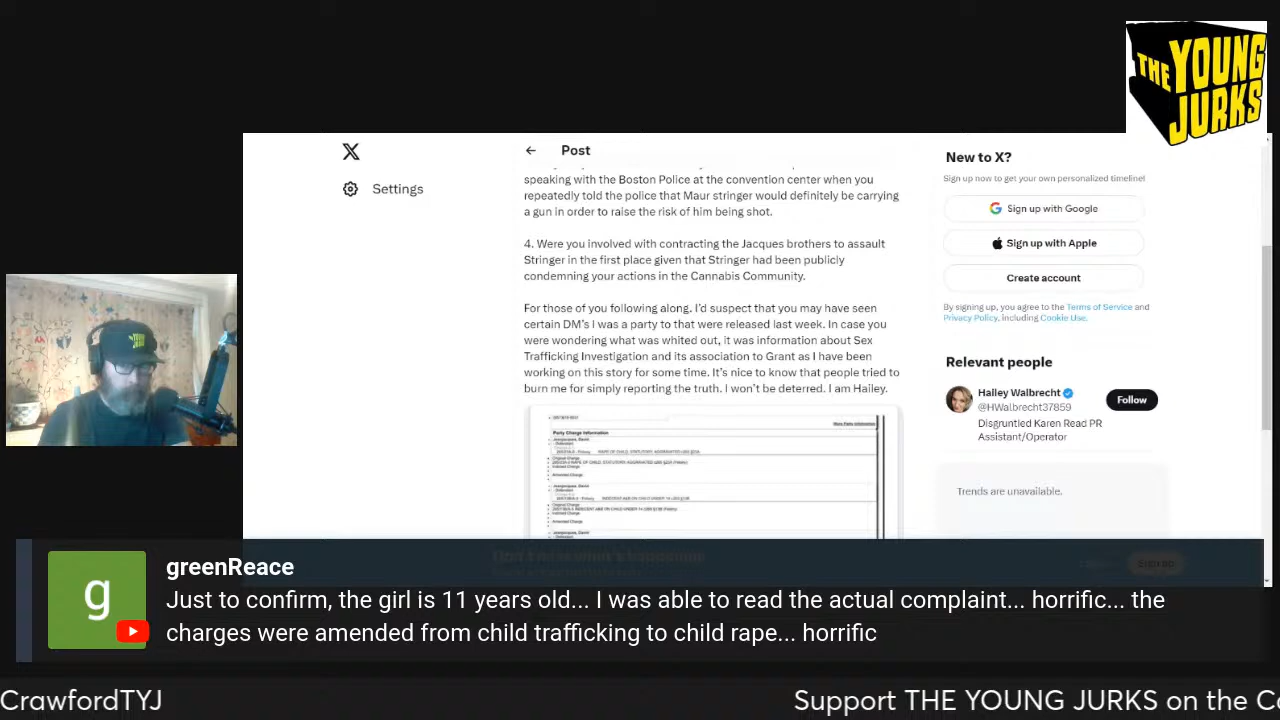 THE YOUNG JURKS
X
Settings
Post
speaking with the Boston Police at the convention center when you
repeatedly told the police that Maur stringer would definitely be carrying
a gun in order to raise the risk of him being shot.
4. Were you involved with contracting the Jacques brothers to assault
Stringer in the first place given that Stringer had been publicly
condemning your actions in the Cannabis Community.
For those of you following along. I'd suspect that you may have seen
certain DM's I was a party to that were released last week. In case you
were wondering what was whited out, it was information about Sex
Trafficking Investigation and its association to Grant as I have been
working on this story for some time. It's nice to know that people tried to
burn me for simply reporting the truth. I won't be deterred. I am Hailey.
Party Charge Information
New to X?
Sign up now to get your own personalized timeline!
Sign up with Google
Sign up with Apple
Create account
By signing up, you agree to the Terms of Service and
Privacy Policy, including Cookie Use.
Relevant people
Hailey Walbrecht
@HWalbrecht37859
Follow
Disgruntled Karen Read PR
Assistant/Operator
Trends are unavailable.
Sign up
g
greenReace
Just to confirm, the girl is 11 years old... I was able to read the actual complaint... horrific... the
charges were amended from child trafficking to child rape... horrific
CrawfordTYJ
Support THE YOUNG JURKS on the